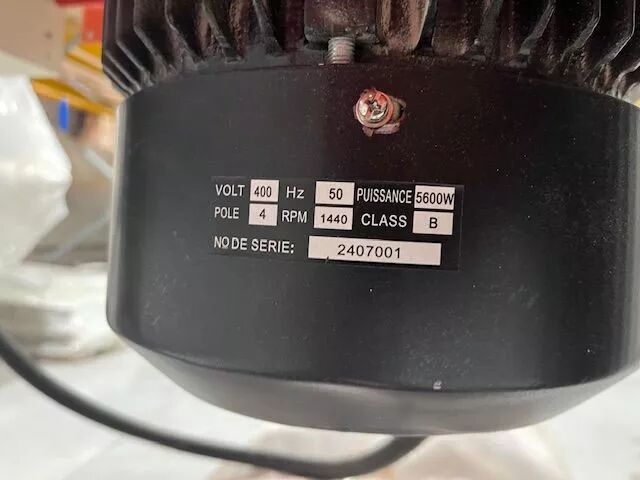 VOLT 400 Hz 50 PUISSANCE 5600W
POLE 4 RPM 1440 CLASS B
NO DE SERIE: 2407001